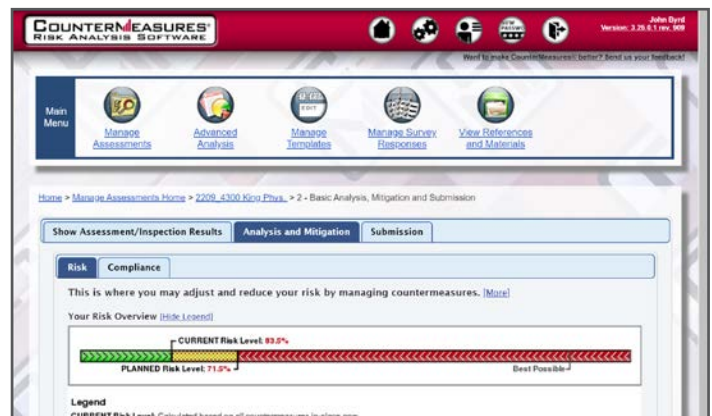 COUNTERMEASURES®
RISK ANALYSIS SOFTWARE
John Byrd
Want to make CounterMeasures® better? Send us your feedback!
Main Menu
Manage Assessments
Advanced Analysis
EDIT
Manage Templates
Manage Survey Responses
View References and Materials
Home > Manage Assessments Home > 2209_4300 King Phys. > 2 - Basic Analysis, Mitigation and Submission
Show Assessment/Inspection Results
Analysis and Mitigation
Submission
Risk
Compliance
This is where you may adjust and reduce your risk by managing countermeasures. [More]
Your Risk Overview [Hide Legend]
CURRENT Risk Level: 83.5%
PLANNED Risk Level: 71.5%
Best Possible
Legend